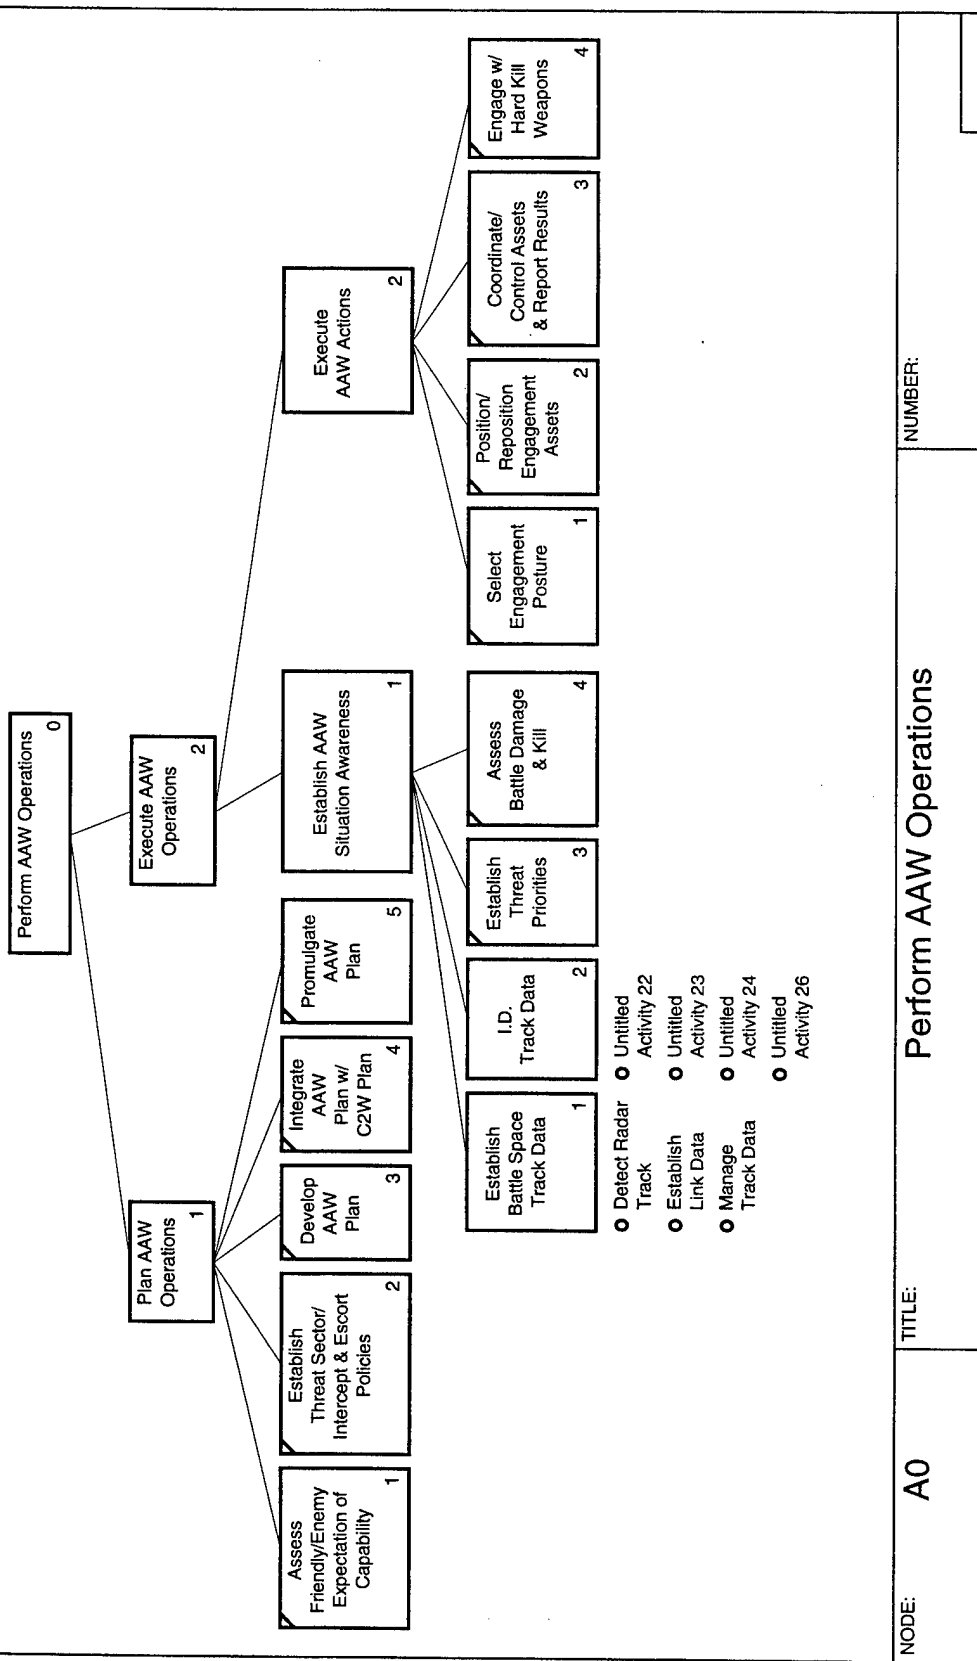 Perform AAW Operations
0
Plan AAW
Operations
1
Execute AAW
Operations
2
Assess
Friendly/Enemy
Expectation of
Capability
1
Establish
Threat Sector/
Intercept & Escort
Policies
2
Develop
AAW
Plan
3
Integrate
AAW
Plan w/
C2W Plan
4
Promulgate
AAW
Plan
5
Establish AAW
Situation Awareness
1
Execute
AAW Actions
2
Establish
Battle Space
Track Data
1
I.D.
Track Data
2
Establish
Threat
Priorities
3
Assess
Battle Damage
& Kill
4
Select
Engagement
Posture
1
Position/
Reposition
Engagement
Assets
2
Coordinate/
Control Assets
& Report Results
3
Engage w/
Hard Kill
Weapons
4
Detect Radar
Track
Establish
Link Data
Manage
Track Data
Untitled
Activity 22
Untitled
Activity 23
Untitled
Activity 24
Untitled
Activity 26
NODE:
A0
TITLE:
Perform AAW Operations
NUMBER: